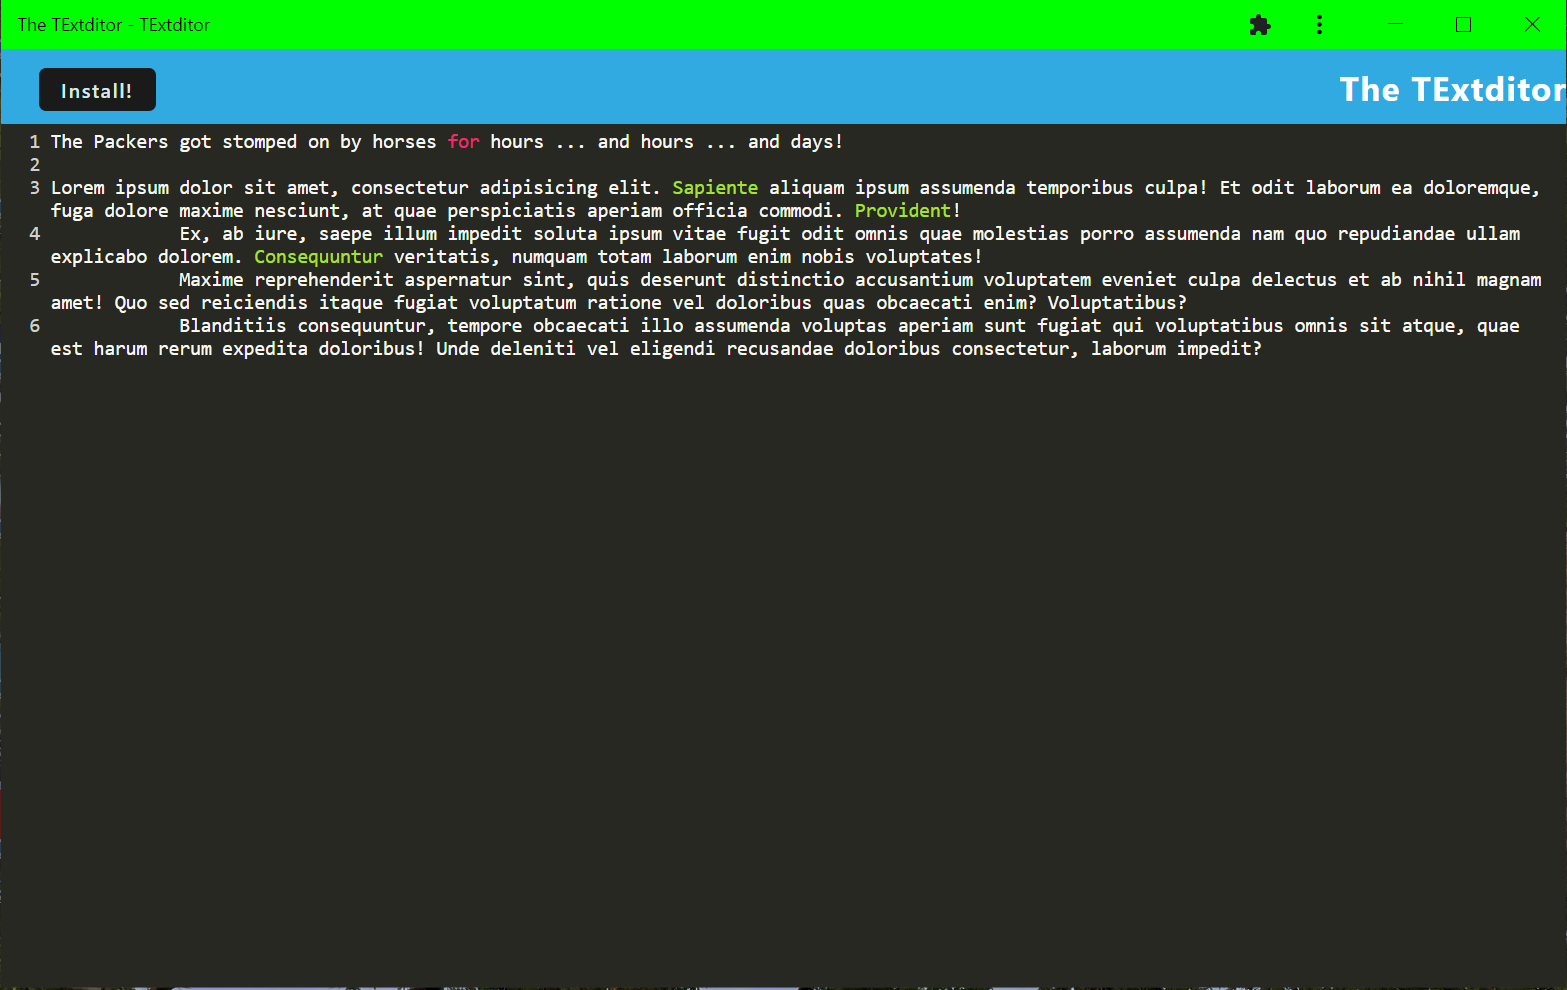 The TExtditor - TExtditor
Install!
The TExtditor
1 The Packers got stomped on by horses for hours ... and hours ... and days!
2
3 Lorem ipsum dolor sit amet, consectetur adipisicing elit. Sapiente aliquam ipsum assumenda temporibus culpa! Et odit laborum ea doloremque,
fuga dolore maxime nesciunt, at quae perspiciatis aperiam officia commodi. Provident!
4 Ex, ab iure, saepe illum impedit soluta ipsum vitae fugit odit omnis quae molestias porro assumenda nam quo repudiandae ullam
explicabo dolorem. Consequuntur veritatis, numquam totam laborum enim nobis voluptates!
5 Maxime reprehenderit aspernatur sint, quis deserunt distinctio accusantium voluptatem eveniet culpa delectus et ab nihil magnam
amet! Quo sed reiciendis itaque fugiat voluptatum ratione vel doloribus quas obcaecati enim? Voluptatibus?
6 Blanditiis consequuntur, tempore obcaecati illo assumenda voluptas aperiam sunt fugiat qui voluptatibus omnis sit atque, quae
est harum rerum expedita doloribus! Unde deleniti vel eligendi recusandae doloribus consectetur, laborum impedit?